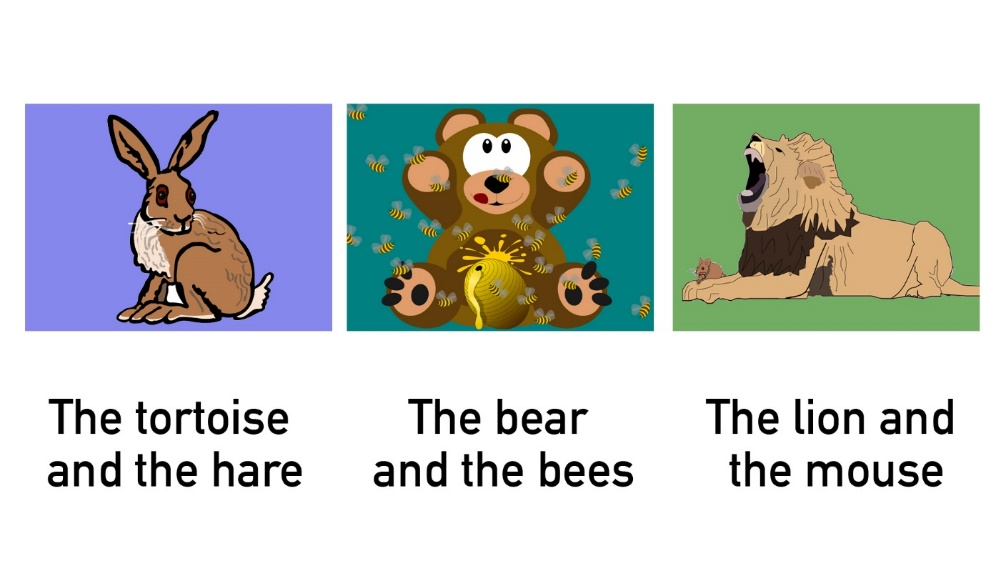 The tortoise
and the hare
The bear
and the bees
The lion and
the mouse